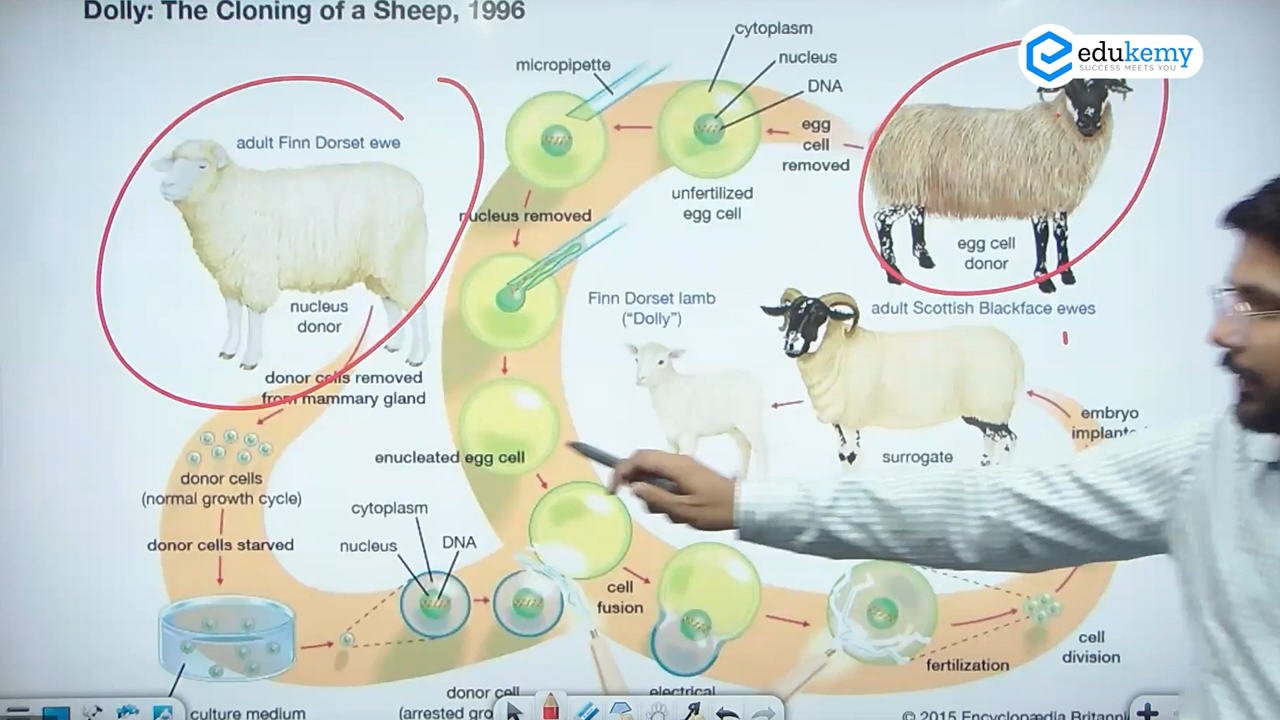 Dolly: The Cloning of a Sheep, 1996
edukemy
SUCCESS MEETS YOU
cytoplasm
nucleus
DNA
micropipette
egg
cell
removed
adult Finn Dorset ewe
unfertilized
egg cell
nucleus removed
egg cell
donor
adult Scottish Blackface ewes
nucleus
donor
Finn Dorset lamb
("Dolly")
donor cells removed
from mammary gland
embryo
surrogate
enucleated egg cell
donor cells
(normal growth cycle)
cytoplasm
nucleus
DNA
donor cells starved
cell
fusion
cell
division
fertilization
donor cell
electrical
culture medium
(arrested gro
© 2015 Encyclopædia Britanni